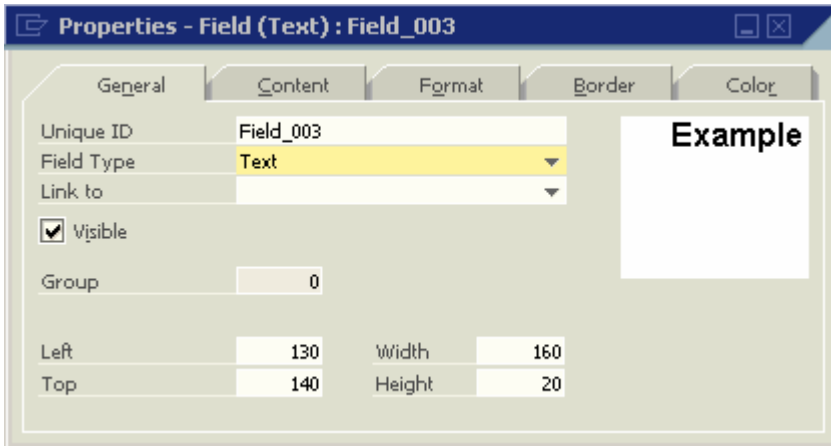 Properties - Field (Text) : Field_003
General Content Format Border Color
Unique ID Field_003 Example
Field Type Text
Link to
Visible
Group 0
Left 130 Width 160
Top 140 Height 20